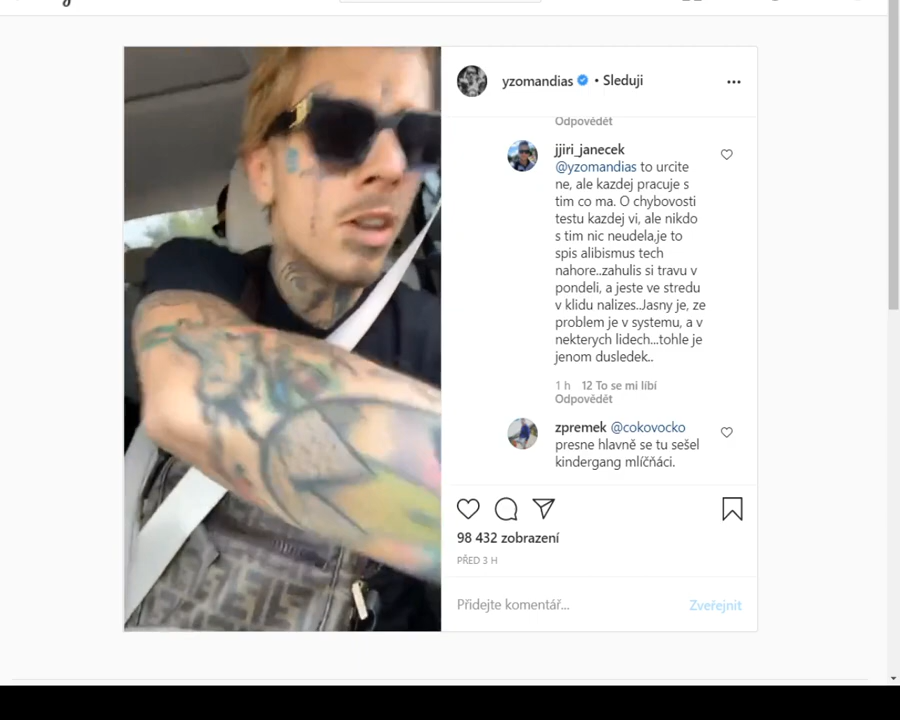 yzomandias • Sleduji
Odpovědět
jjiri_janecek
@yzomandias to urcite
ne, ale kazdej pracuje s
tim co ma. O chybovosti
testu kazdej vi, ale nikdo
s tim nic neudela,je to
spis alibismus tech
nahore..zahulis si travu v
pondeli, a jeste ve stredu
v klidu nalizes..Jasny je, ze
problem je v systemu, a v
nekterych lidech...tohle je
jenom dusledek..
1 h 12 To se mi líbí
Odpovědět
zpremek @cokovocko
presne hlavně se tu sešel
kindergang mlíčňáci.
98 432 zobrazení
PŘED 3 H
Přidejte komentář... Zveřejnit